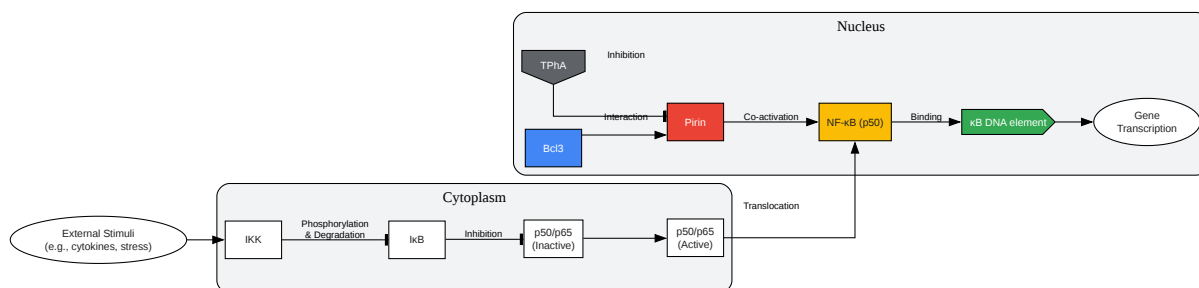 Nucleus
TPhA
Inhibition
Interaction
Pirin
Co-activation
NF-κB (p50)
Binding
κB DNA element
Gene
Transcription
Bcl3
Cytoplasm
Translocation
External Stimuli
(e.g., cytokines, stress)
IKK
Phosphorylation
& Degradation
IκB
Inhibition
p50/p65
(Inactive)
p50/p65
(Active)